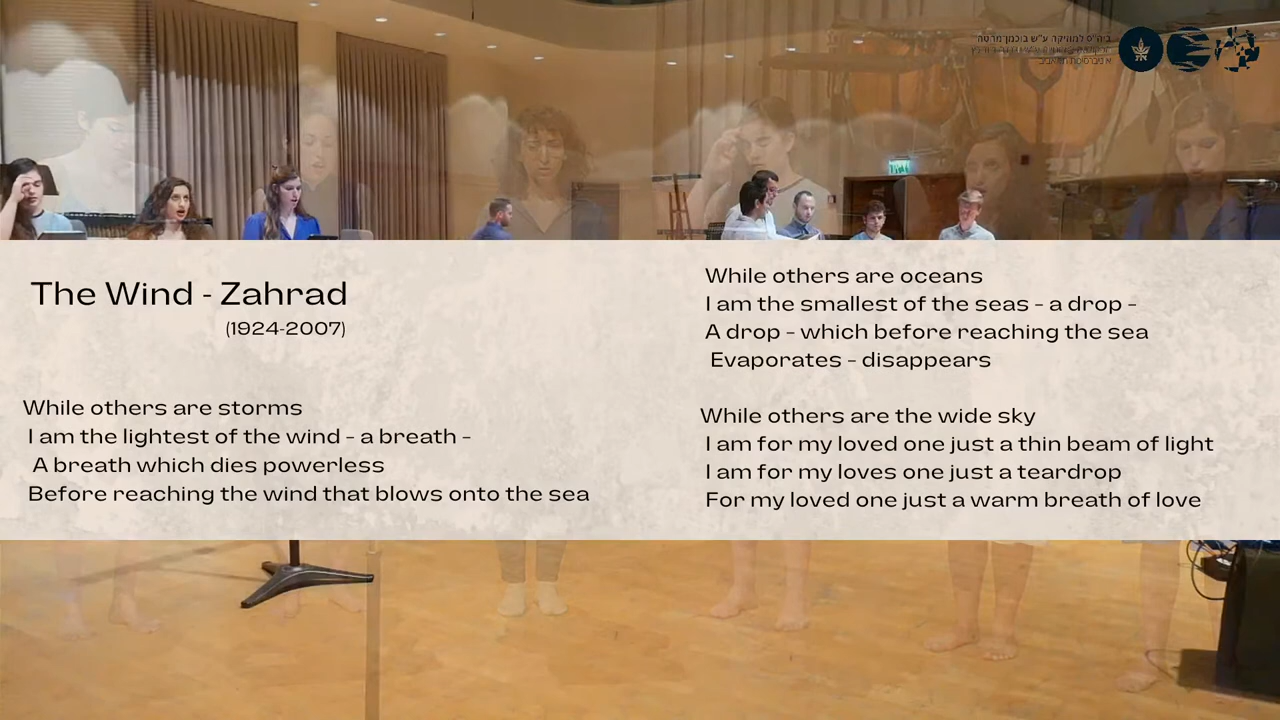 ביה"ס למוזיקה ע"ש בוכמן־מהטה
The Wind - Zahrad
(1924-2007)
While others are storms
I am the lightest of the wind - a breath -
A breath which dies powerless
Before reaching the wind that blows onto the sea
While others are oceans
I am the smallest of the seas - a drop -
A drop - which before reaching the sea
Evaporates - disappears
While others are the wide sky
I am for my loved one just a thin beam of light
I am for my loves one just a teardrop
For my loved one just a warm breath of love